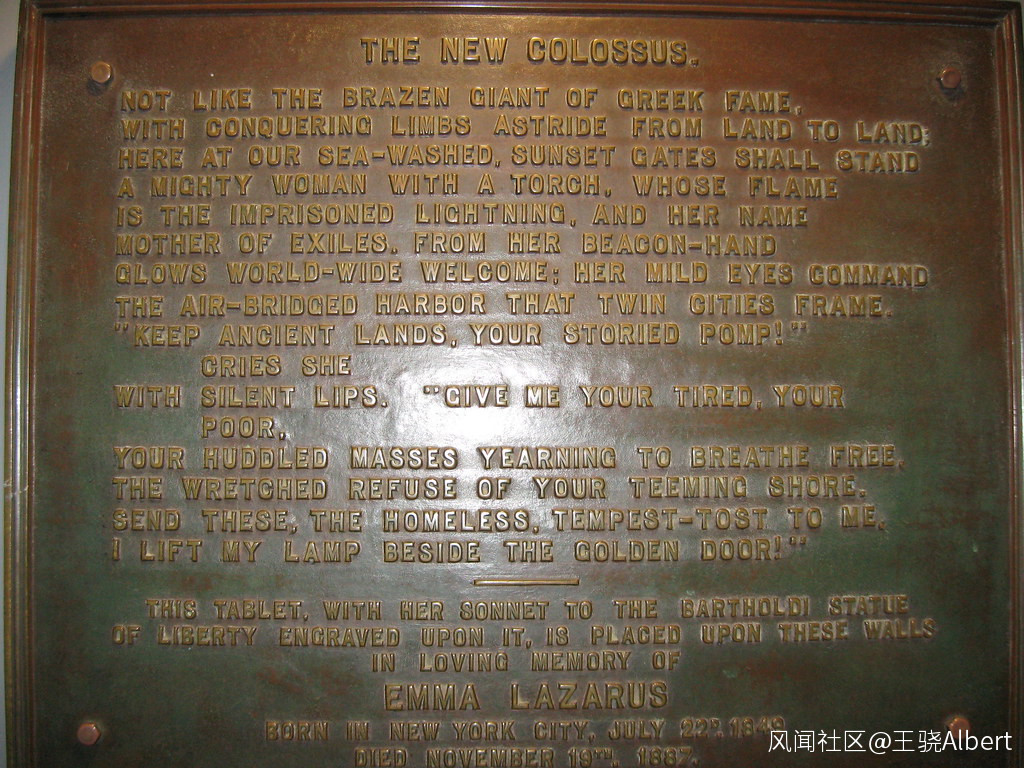 THE NEW COLOSSUS.
NOT LIKE THE BRAZEN GIANT OF GREEK FAME,
WITH CONQUERING LIMBS ASTRIDE FROM LAND TO LAND;
HERE AT OUR SEA-WASHED, SUNSET GATES SHALL STAND
A MIGHTY WOMAN WITH A TORCH, WHOSE FLAME
IS THE IMPRISONED LIGHTNING, AND HER NAME
MOTHER OF EXILES. FROM HER BEACON-HAND
GLOWS WORLD-WIDE WELCOME; HER MILD EYES COMMAND
THE AIR-BRIDGED HARBOR THAT TWIN CITIES FRAME.
"KEEP ANCIENT LANDS, YOUR STORIED POMP!"
CRIES SHE
WITH SILENT LIPS. "GIVE ME YOUR TIRED, YOUR
POOR,
YOUR HUDDLED MASSES YEARNING TO BREATHE FREE,
THE WRETCHED REFUSE OF YOUR TEEMING SHORE.
SEND THESE, THE HOMELESS, TEMPEST-TOST TO ME,
I LIFT MY LAMP BESIDE THE GOLDEN DOOR!"
THIS TABLET, WITH HER SONNET TO THE BARTHOLDI STATUE
OF LIBERTY ENGRAVED UPON IT, IS PLACED UPON THESE WALLS
IN LOVING MEMORY OF
EMMA LAZARUS
BORN IN NEW YORK CITY, JULY 22D, 1849
DIED NOVEMBER 19TH, 1887.
风闻社区@王骁Albert